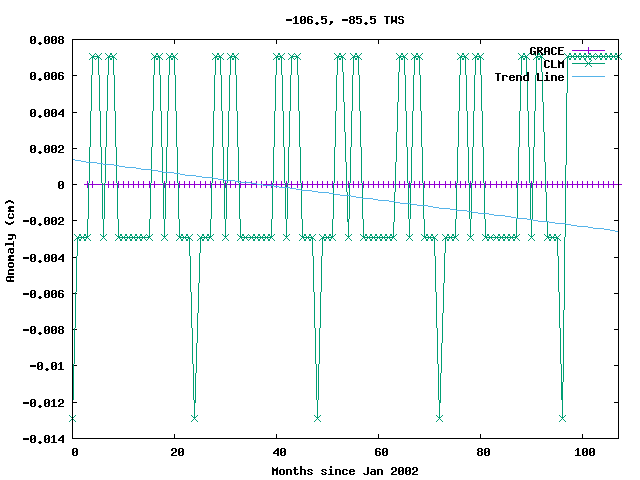 -106.5, -85.5 TWS
GRACE
CLM
Trend Line
0.008
0.006
0.004
0.002
0
-0.002
-0.004
-0.006
-0.008
-0.01
-0.012
-0.014
Anomaly (cm)
0 20 40 60 80 100
Months since Jan 2002